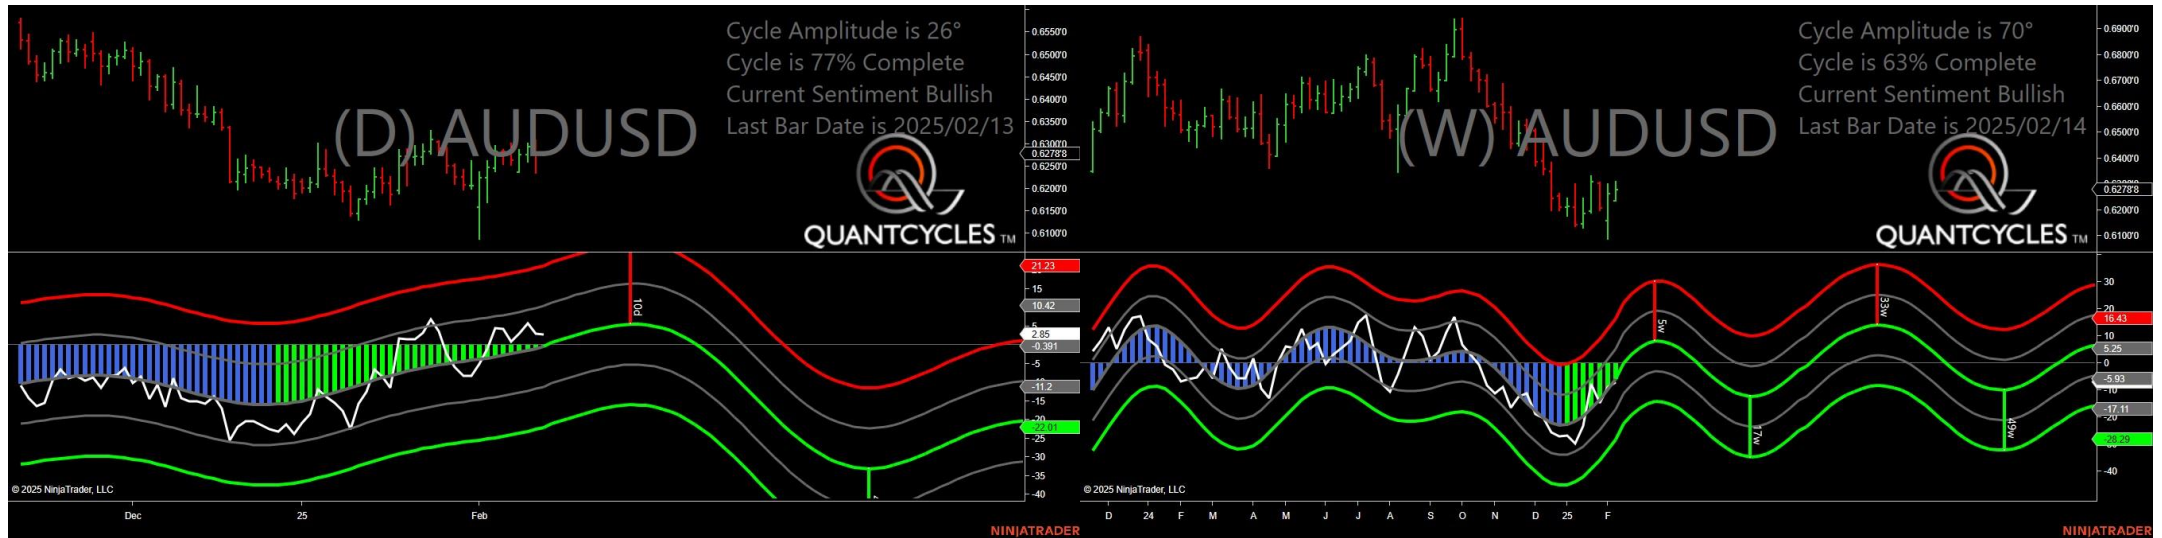 Cycle Amplitude is 26°
Cycle is 77% Complete
Current Sentiment Bullish
Last Bar Date is 2025/02/13
(D) AUDUSD
QUANTCYCLES TM
0.6550'0
0.6500'0
0.6450'0
0.6400'0
0.6350'0
0.6300'0
0.6278'8
0.6250'0
0.6200'0
0.6150'0
0.6100'0
21.23
15
10.42
5
2.85
-0.391
-5
-11.2
-15
-20
-22.01
-25
-30
-35
-40
10d
© 2025 NinjaTrader, LLC
Dec
25
Feb
NINJATRADER
Cycle Amplitude is 70°
Cycle is 63% Complete
Current Sentiment Bullish
Last Bar Date is 2025/02/14
(W) AUDUSD
QUANTCYCLES TM
0.6900'0
0.6800'0
0.6700'0
0.6600'0
0.6500'0
0.6400'0
0.6278'8
0.6200'0
0.6100'0
30
20
16.43
10
5.25
0
-5.93
-10
-17.11
-20
-28.29
-40
5w
17w
33w
49w
© 2025 NinjaTrader, LLC
D 24 F M A M J J A S O N D 25 F
NINJATRADER